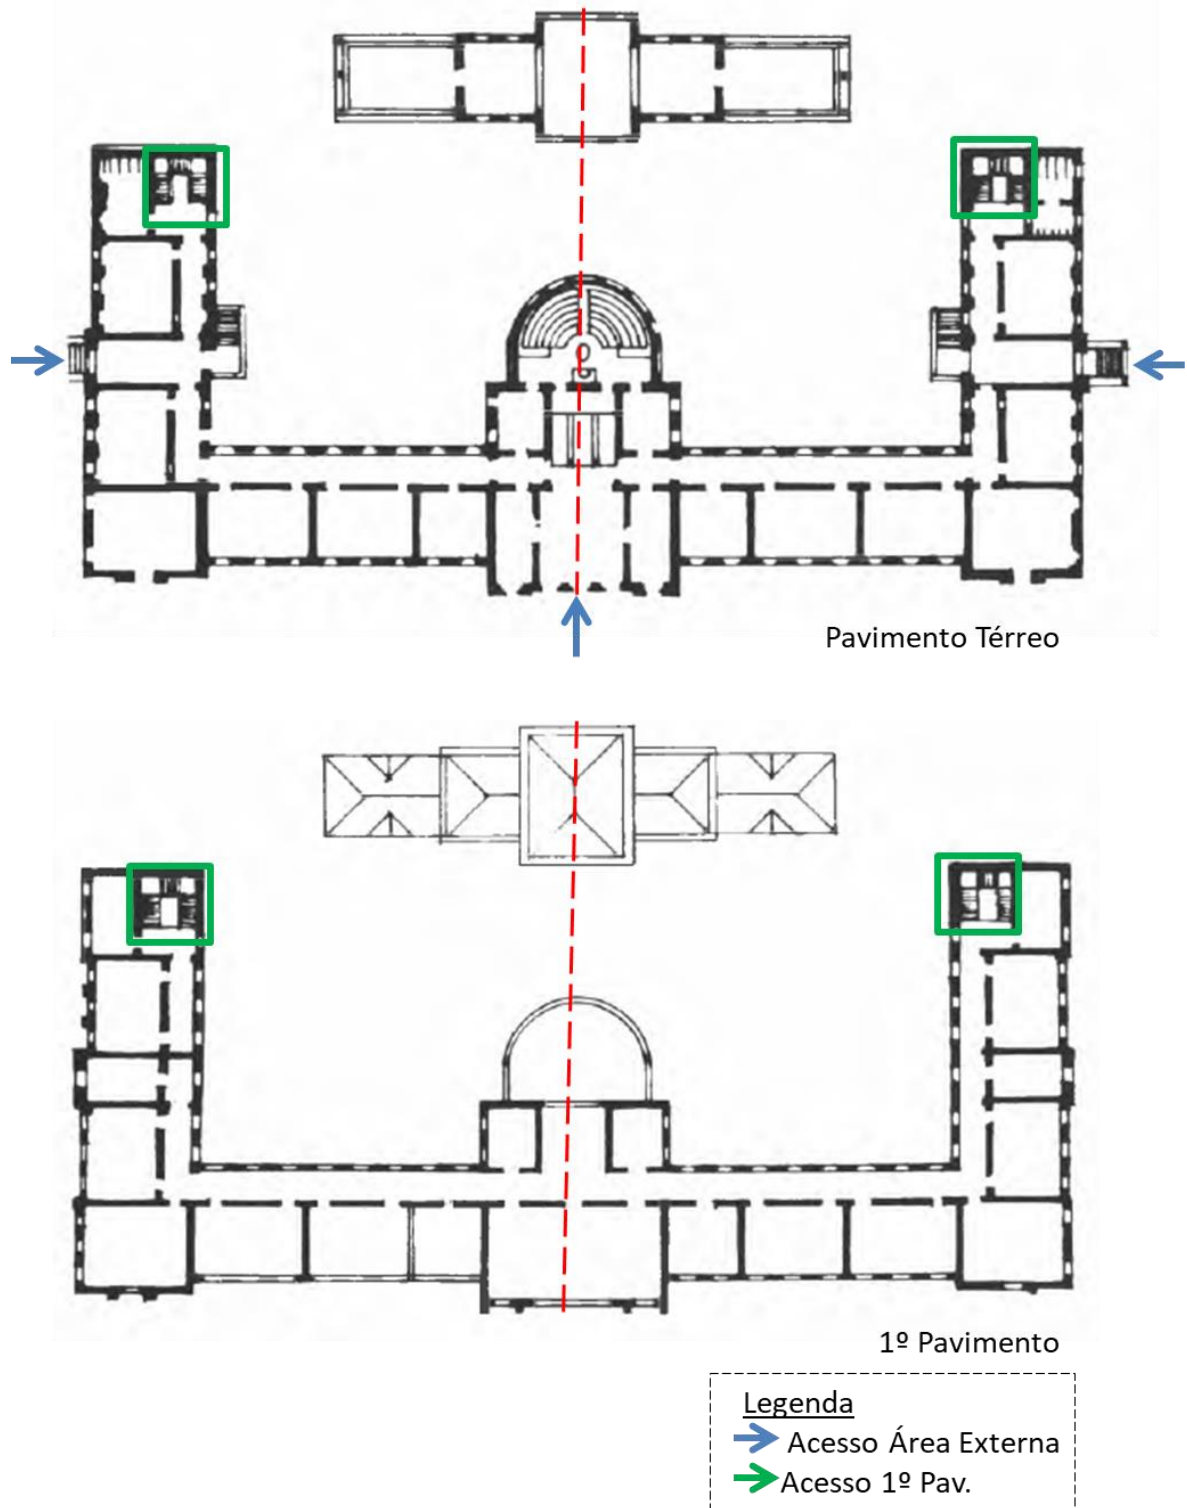 Pavimento Térreo
1º Pavimento
Legenda
Acesso Área Externa
Acesso 1º Pav.